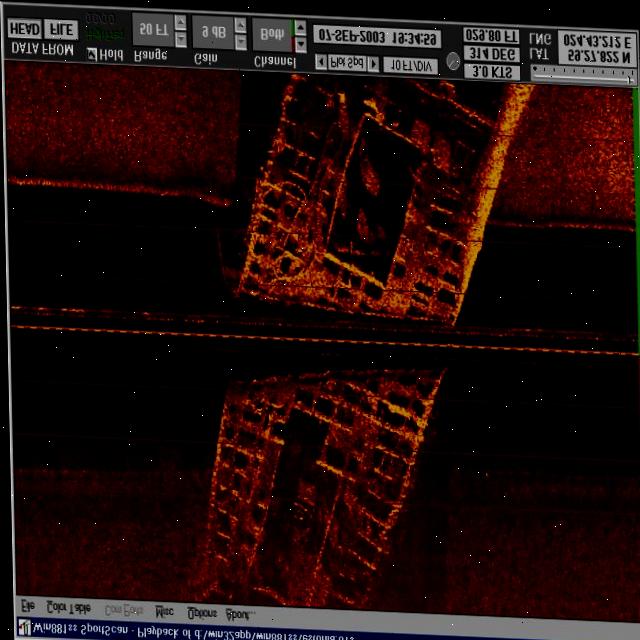 Win881ss SportScan - Playback of d:\win32app\win881ss\estonia.81s
File Color Table Com Ports Misc Options About...
DATA FROM Hold Range Gain Channel
HEAD FILE 50 FT 9 dB Both
Plot Spd 10 FT/DIV
07-SEP-2003 19:34:59
3.0 KTS
314 DEG
029.80 FT
LAT 59.27,822 N
LNG 024.43,212 E